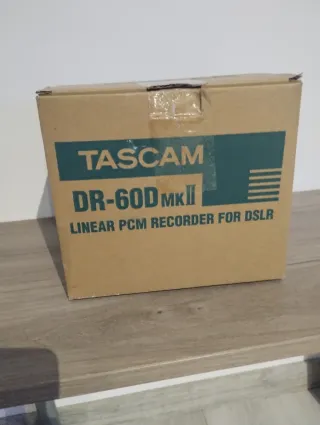 TASCAM
DR-60D MKII
LINEAR PCM RECORDER FOR DSLR